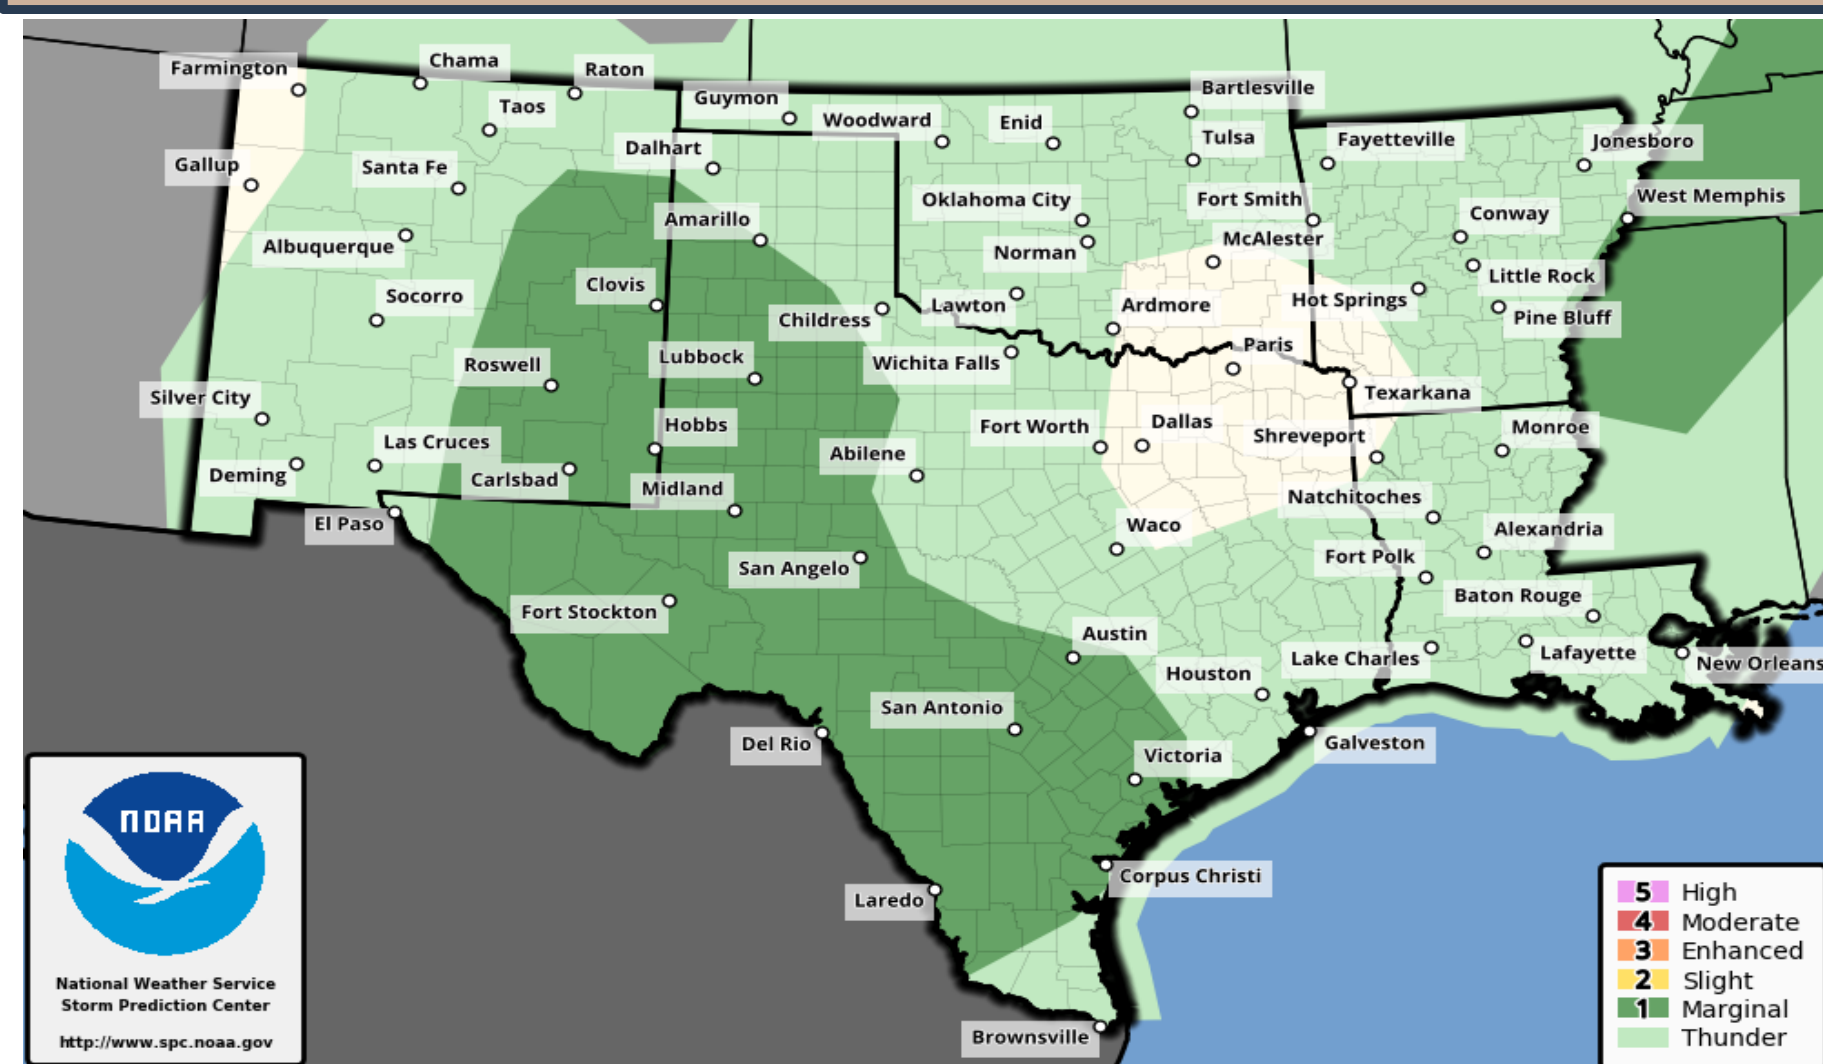 Farmington
Chama
Raton
Taos
Guymon
Woodward
Enid
Bartlesville
Tulsa
Fayetteville
Jonesboro
Gallup
Santa Fe
Dalhart
Oklahoma City
Fort Smith
Conway
West Memphis
Albuquerque
Amarillo
Norman
McAlester
Little Rock
Socorro
Clovis
Childress
Lawton
Ardmore
Hot Springs
Pine Bluff
Roswell
Lubbock
Wichita Falls
Paris
Texarkana
Silver City
Las Cruces
Hobbs
Abilene
Fort Worth
Dallas
Shreveport
Monroe
Deming
Carlsbad
Midland
Natchitoches
El Paso
San Angelo
Waco
Alexandria
Fort Polk
Fort Stockton
Austin
Baton Rouge
Houston
Lake Charles
Lafayette
New Orleans
San Antonio
Del Rio
Victoria
Galveston
Laredo
Corpus Christi
Brownsville
NOAA
National Weather Service
Storm Prediction Center
http://www.spc.noaa.gov
5 High
4 Moderate
3 Enhanced
2 Slight
1 Marginal
Thunder